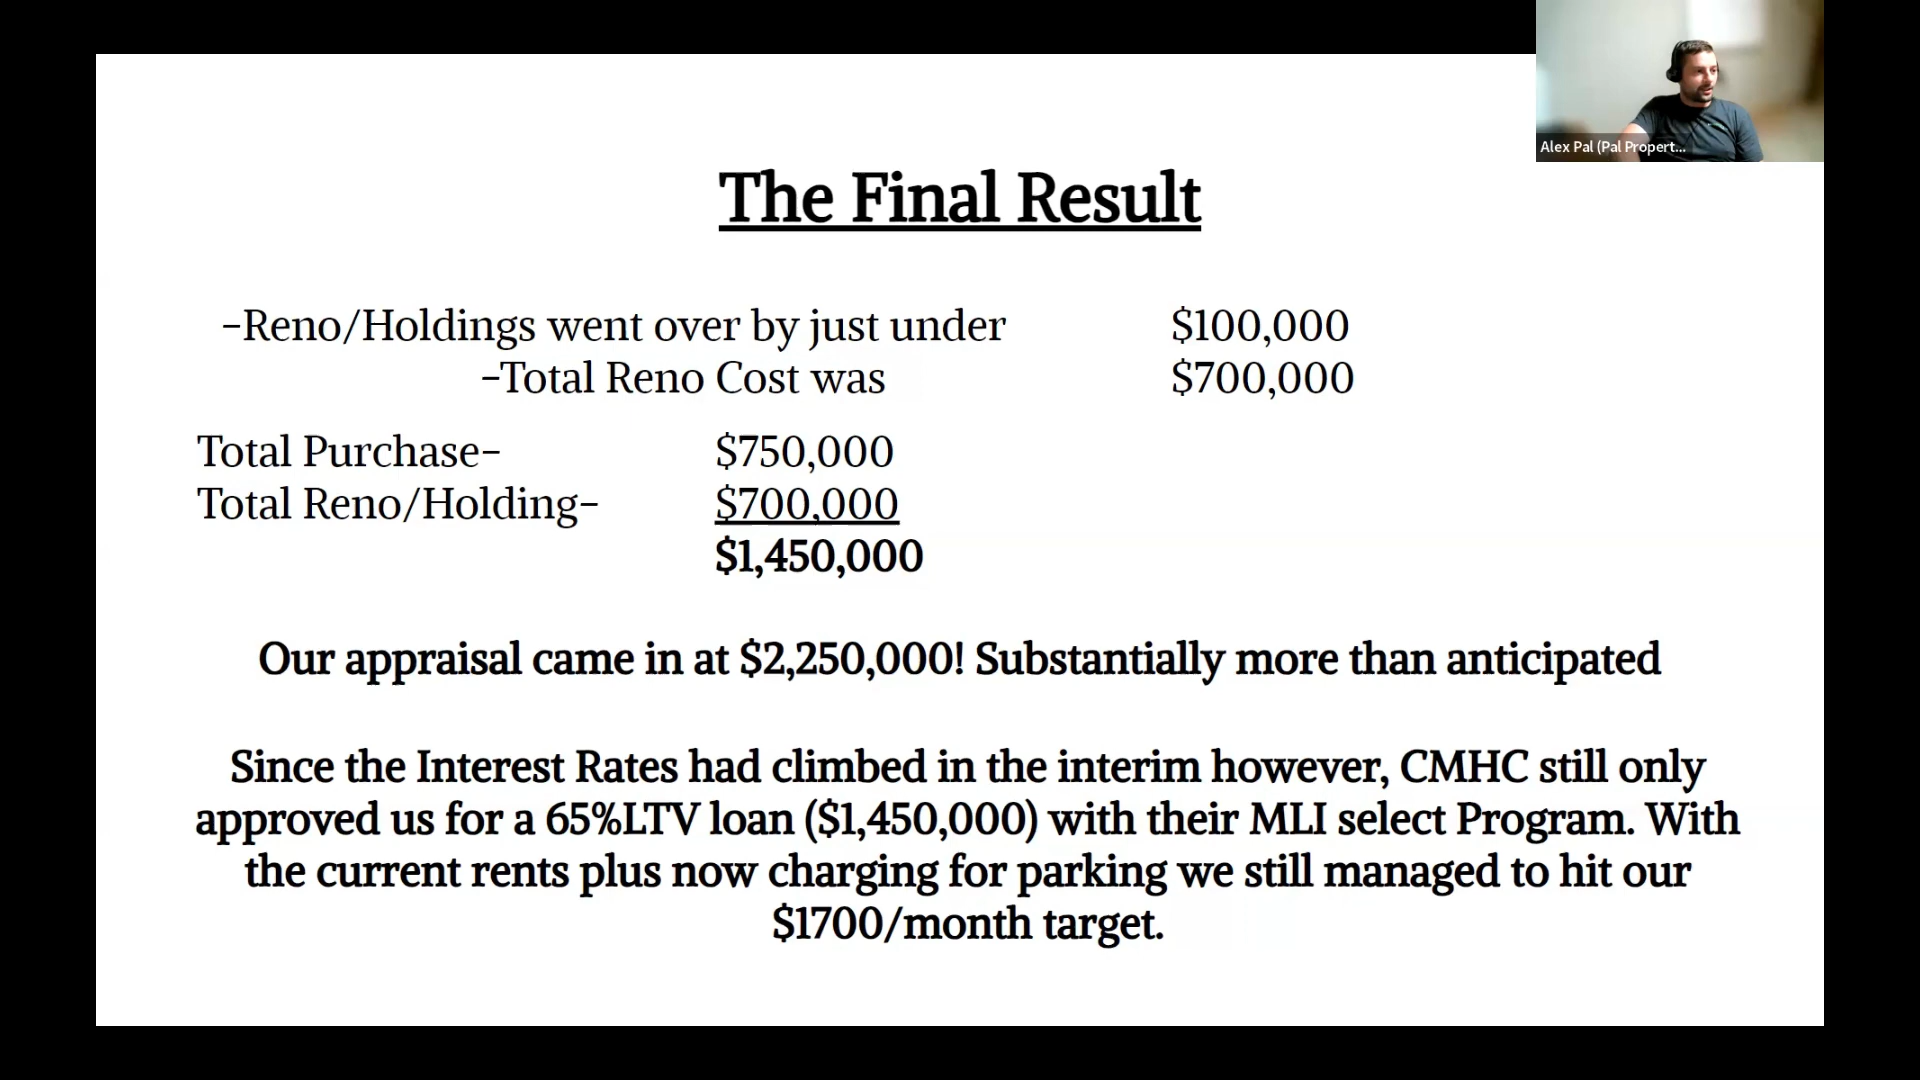 Alex Pal (Pal Propert...
The Final Result
-Reno/Holdings went over by just under $100,000
-Total Reno Cost was $700,000
Total Purchase- $750,000
Total Reno/Holding- $700,000
$1,450,000
Our appraisal came in at $2,250,000! Substantially more than anticipated
Since the Interest Rates had climbed in the interim however, CMHC still only
approved us for a 65%LTV loan ($1,450,000) with their MLI select Program. With
the current rents plus now charging for parking we still managed to hit our
$1700/month target.